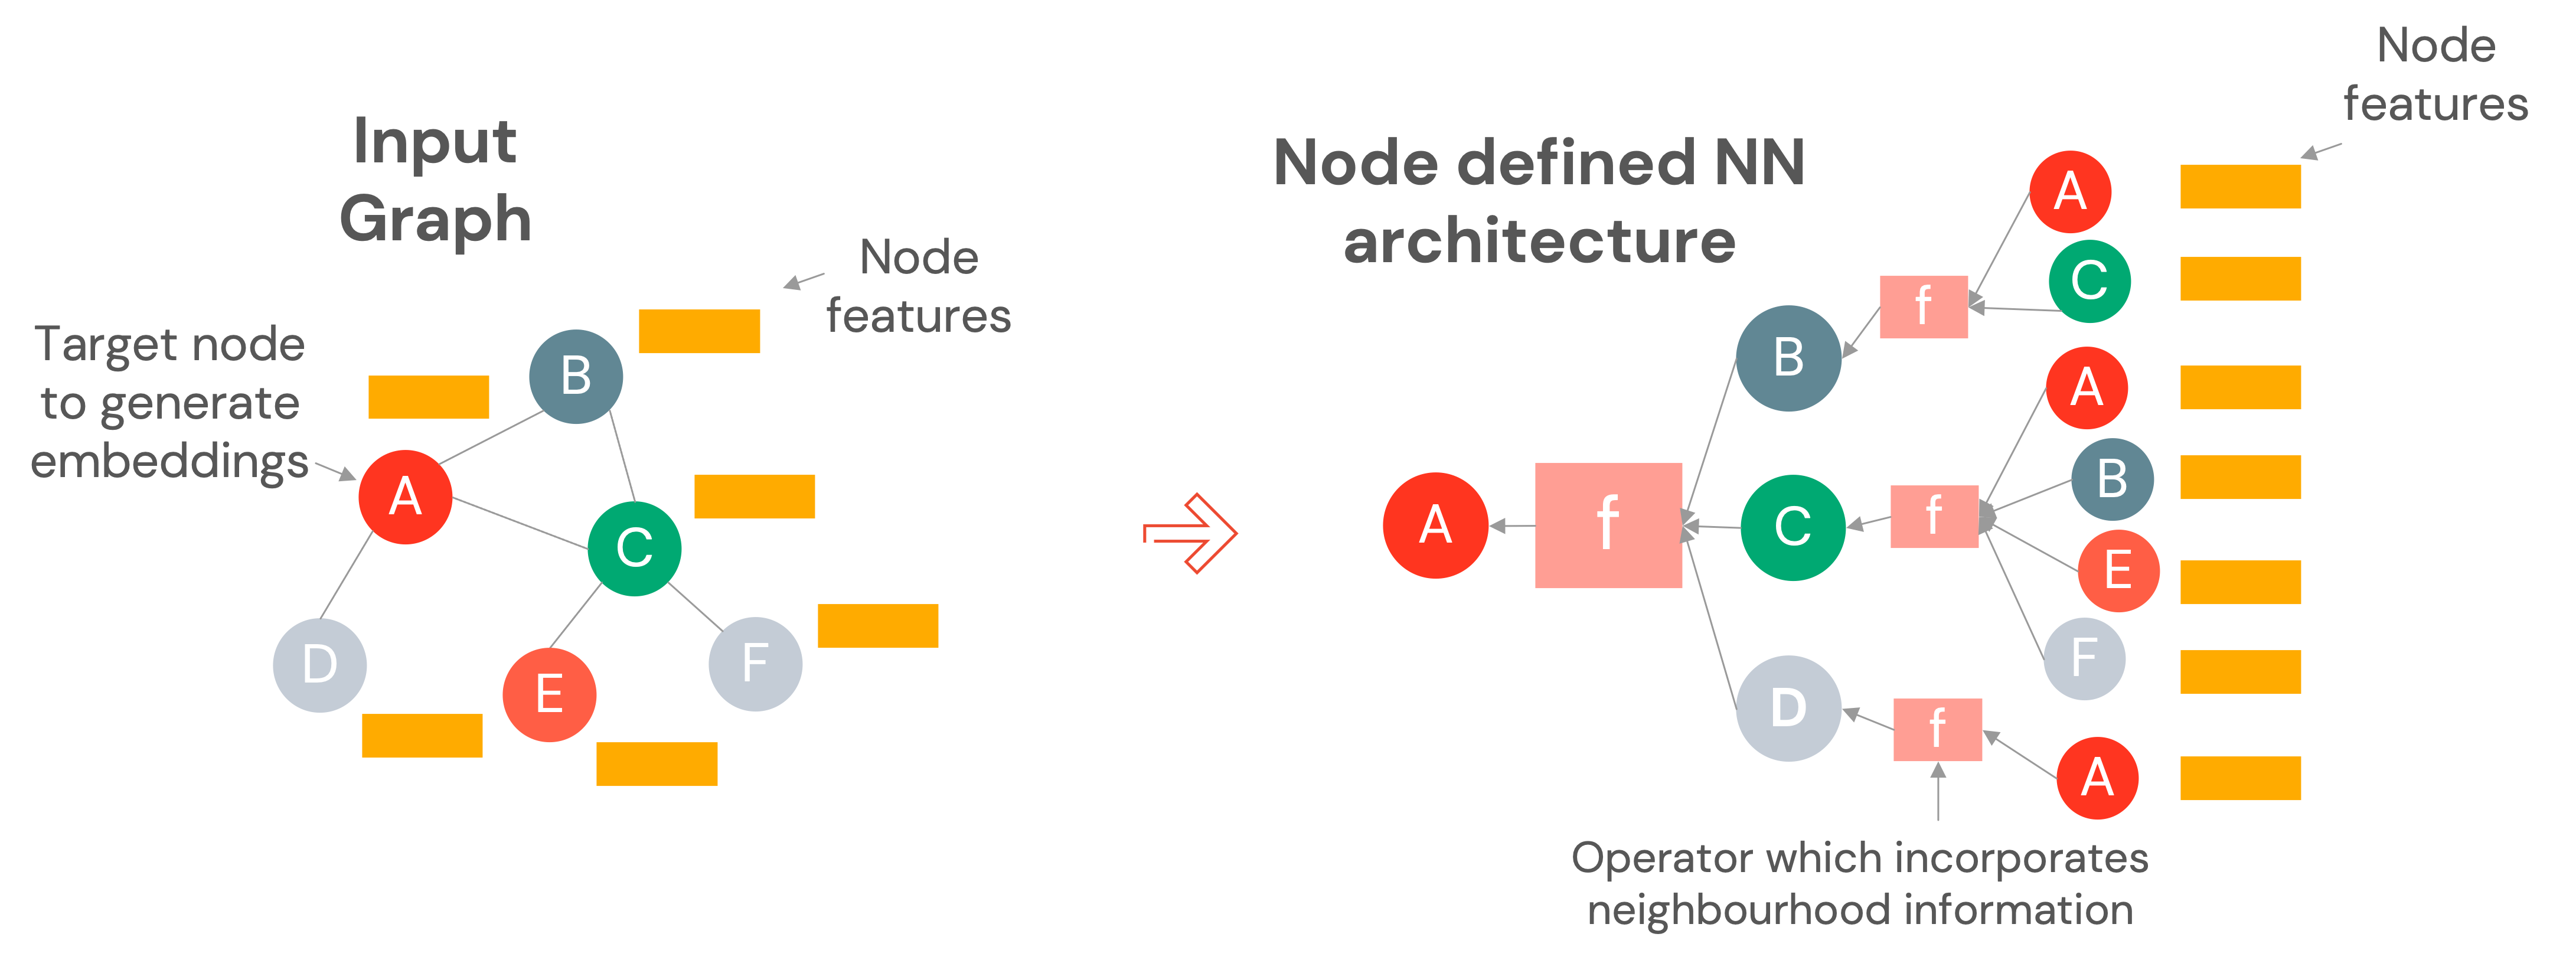 Input
Graph
Node
features
Target node
to generate
embeddings
B
A
C
D
E
F
Node defined NN
architecture
Node
features
A
C
f
B
A
B
A
f
C
f
E
F
D
f
A
Operator which incorporates
neighbourhood information